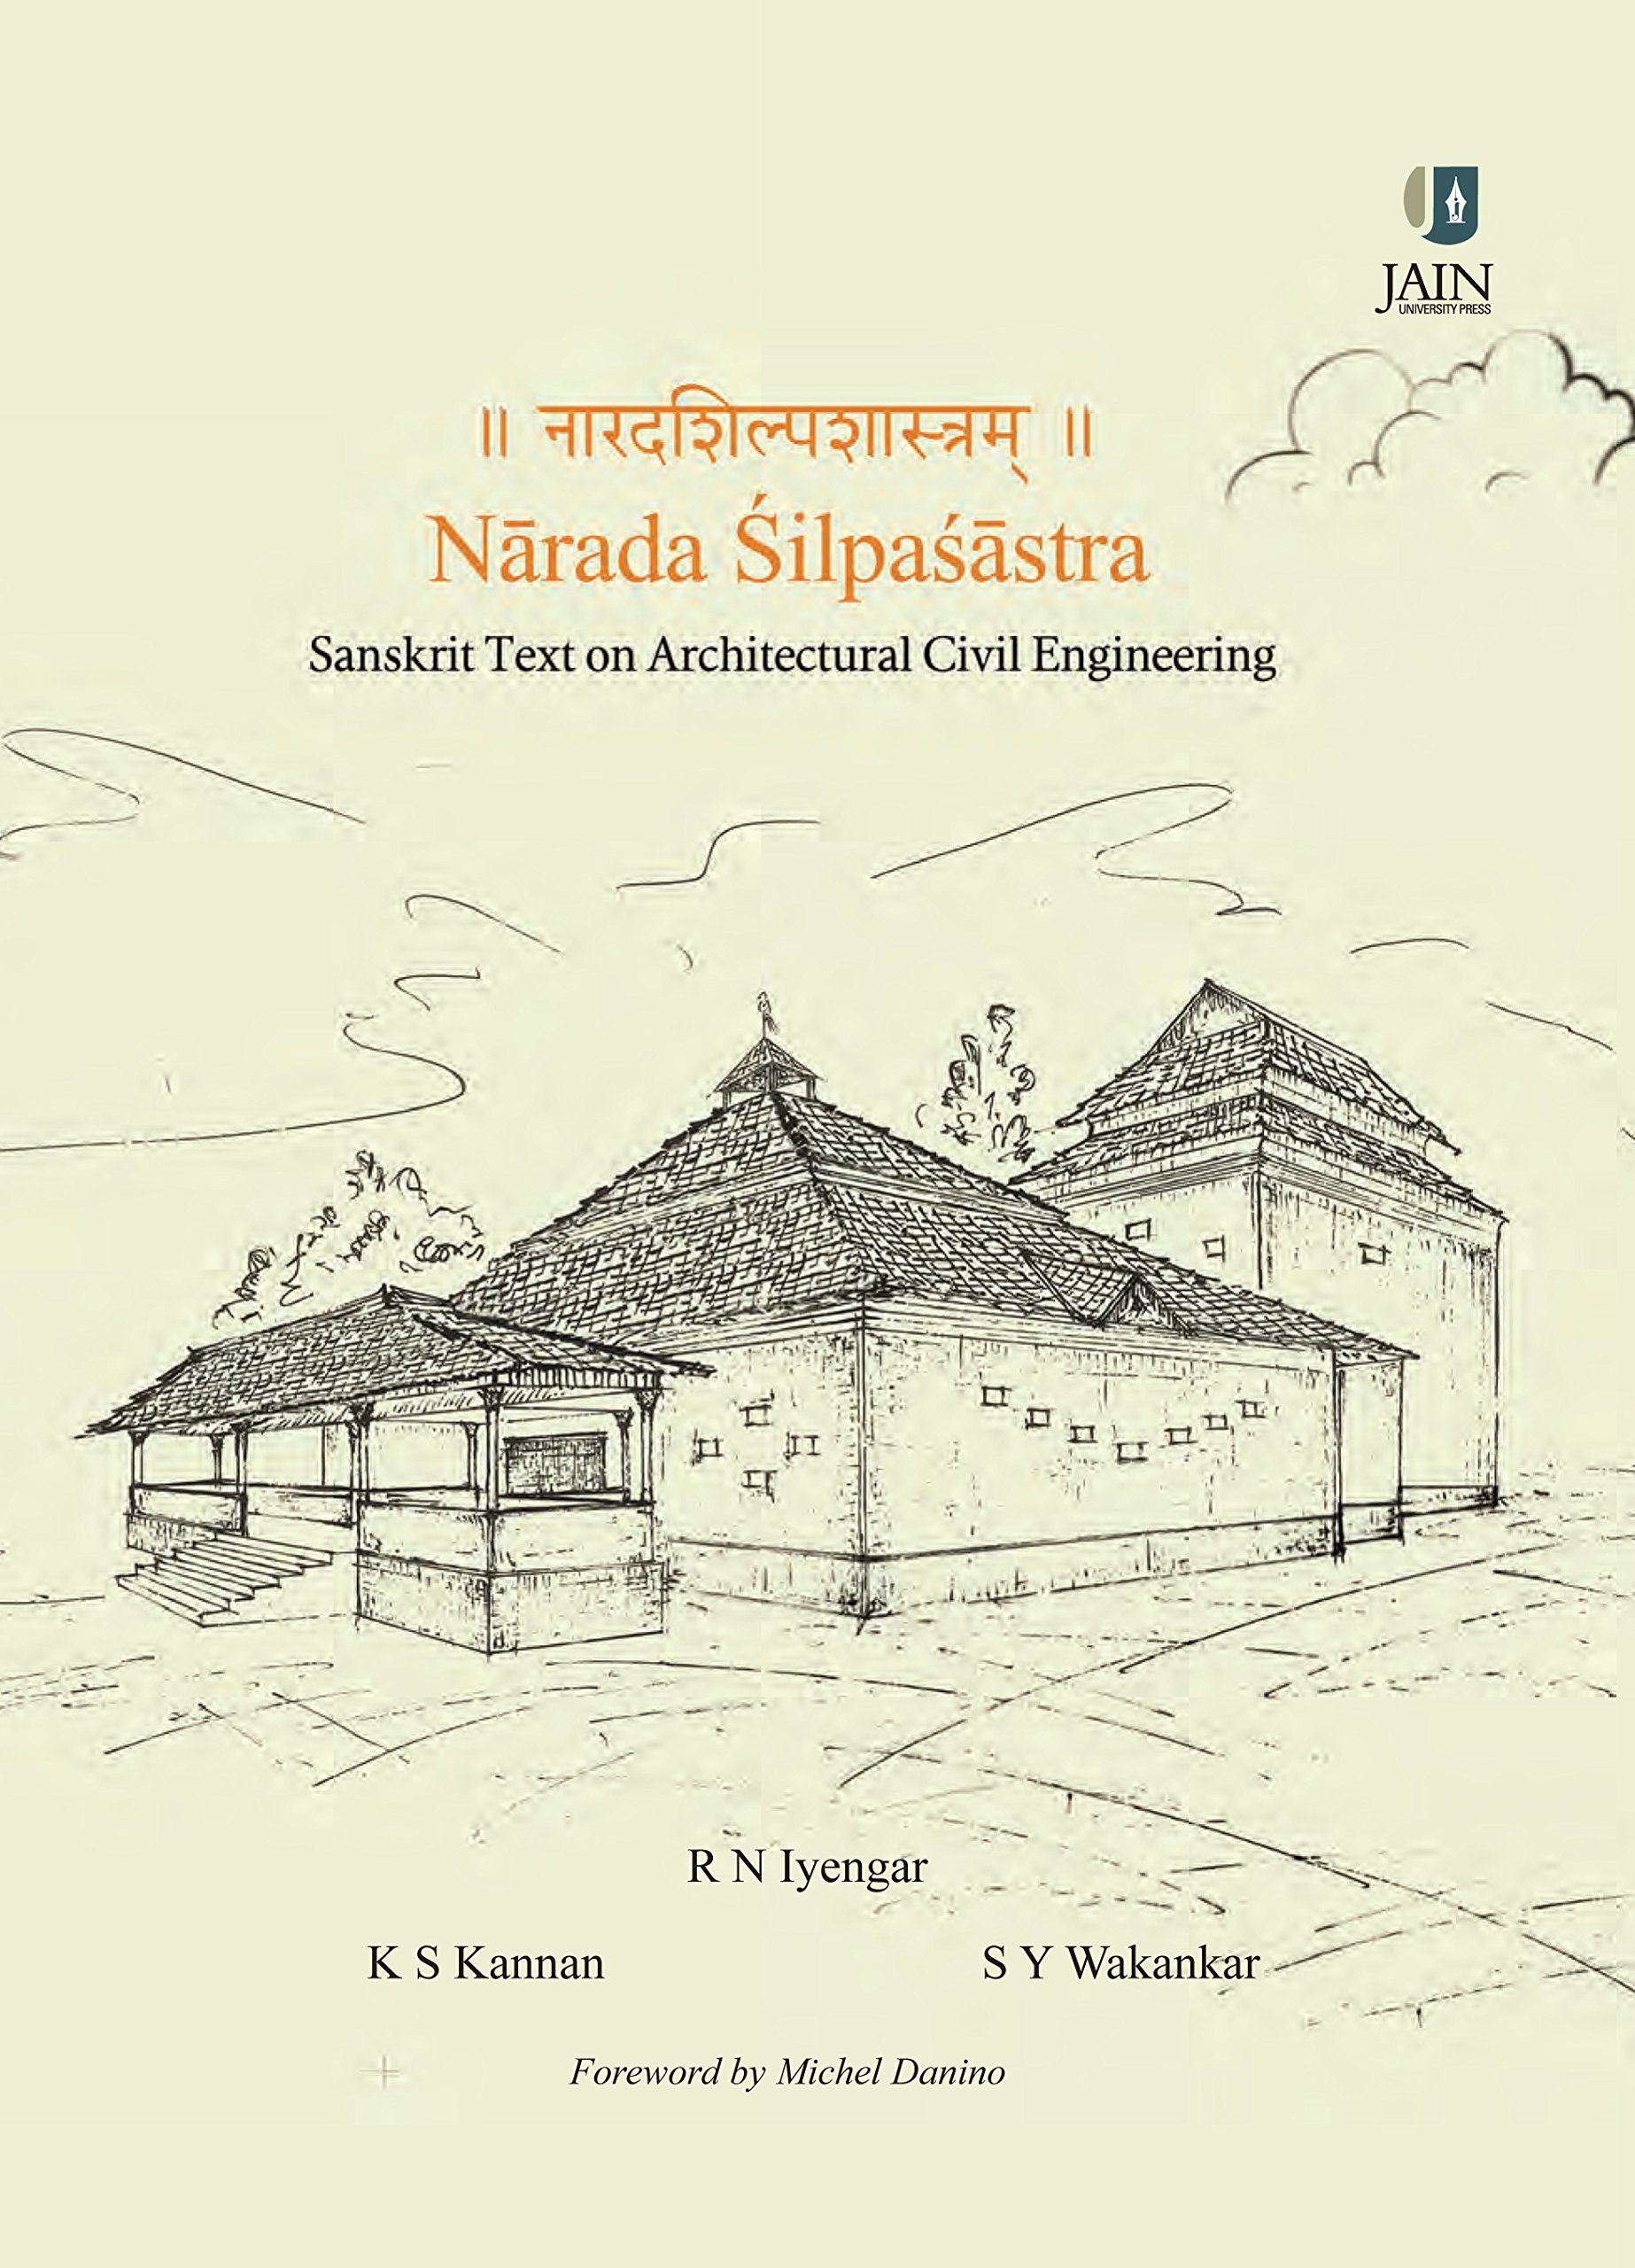 JAIN
UNIVERSITY PRESS
॥ नारदशिल्पशास्त्रम् ॥
Nārada Śilpaśāstra
Sanskrit Text on Architectural Civil Engineering
R N Iyengar
K S Kannan
S Y Wakankar
Foreword by Michel Danino